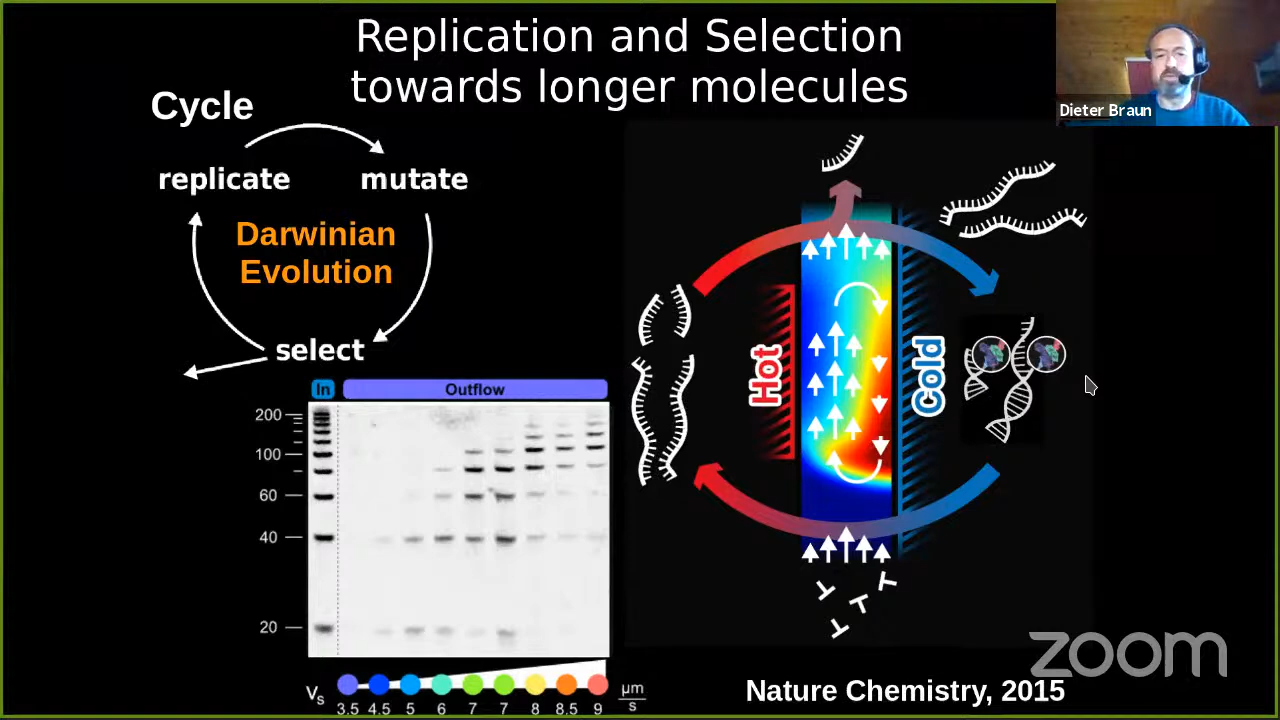 Replication and Selection
towards longer molecules
Dieter Braun
Cycle
replicate
mutate
Darwinian
Evolution
select
In
Outflow
200
100
60
40
20
Vs
3.5 4.5 5 6 7 7 8 8.5 9
μm
s
Hot
Cold
zoom
Nature Chemistry, 2015